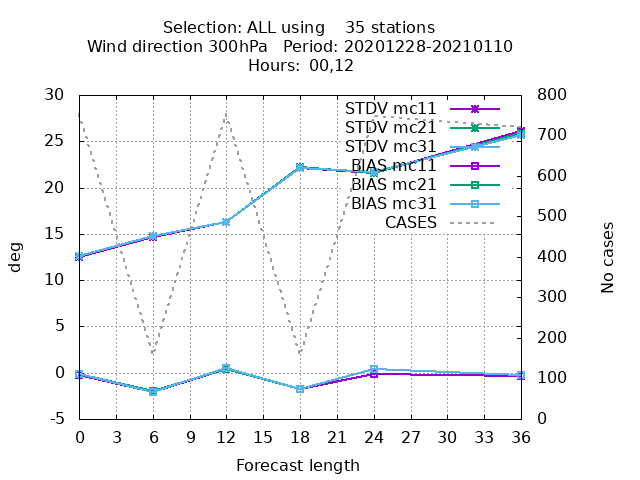 Selection: ALL using    35 stations
Wind direction 300hPa   Period: 20201228-20210110
Hours: 00,12
30
25
20
15
10
5
0
-5
800
700
600
500
400
300
200
100
0
STDV mc11
STDV mc21
STDV mc31
BIAS mc11
BIAS mc21
BIAS mc31
CASES
deg
No cases
0 3 6 9 12 15 18 21 24 27 30 33 36
Forecast length